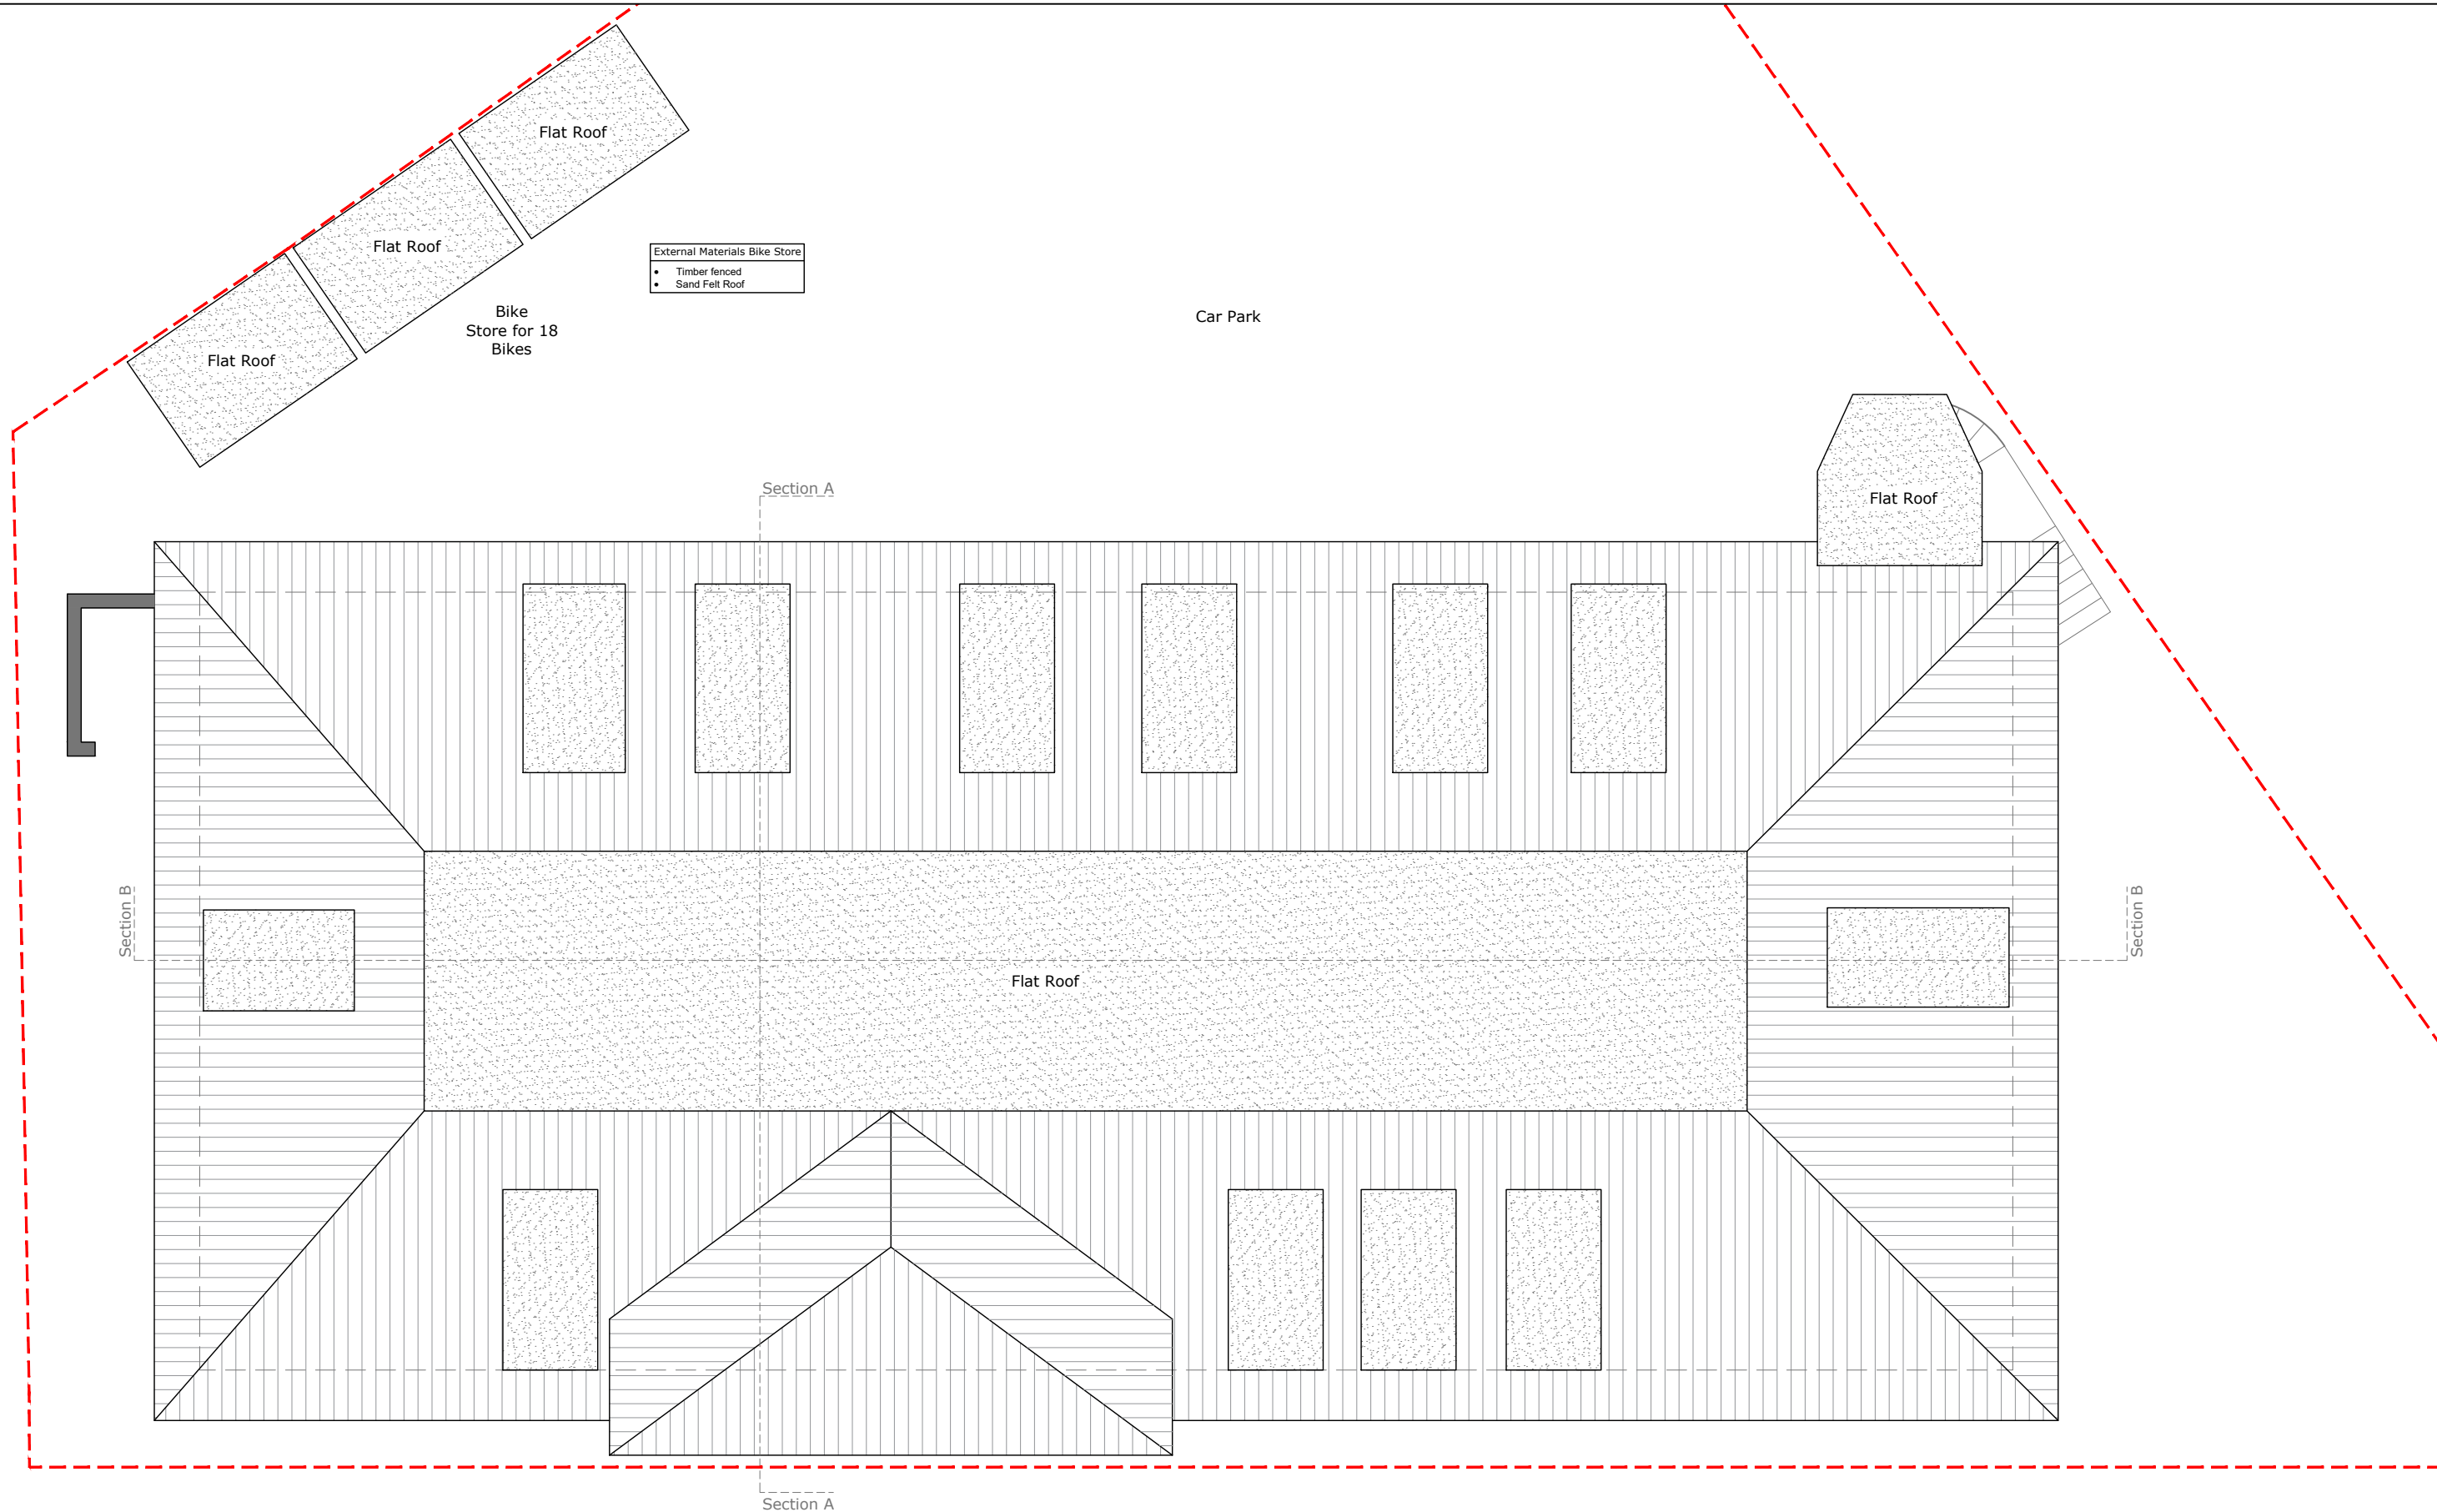 Flat Roof
Flat Roof
External Materials Bike Store
• Timber fenced
• Sand Felt Roof
Bike
Store for 18
Bikes
Car Park
Flat Roof
Section A
Flat Roof
Section B
Section B
Flat Roof
Section A